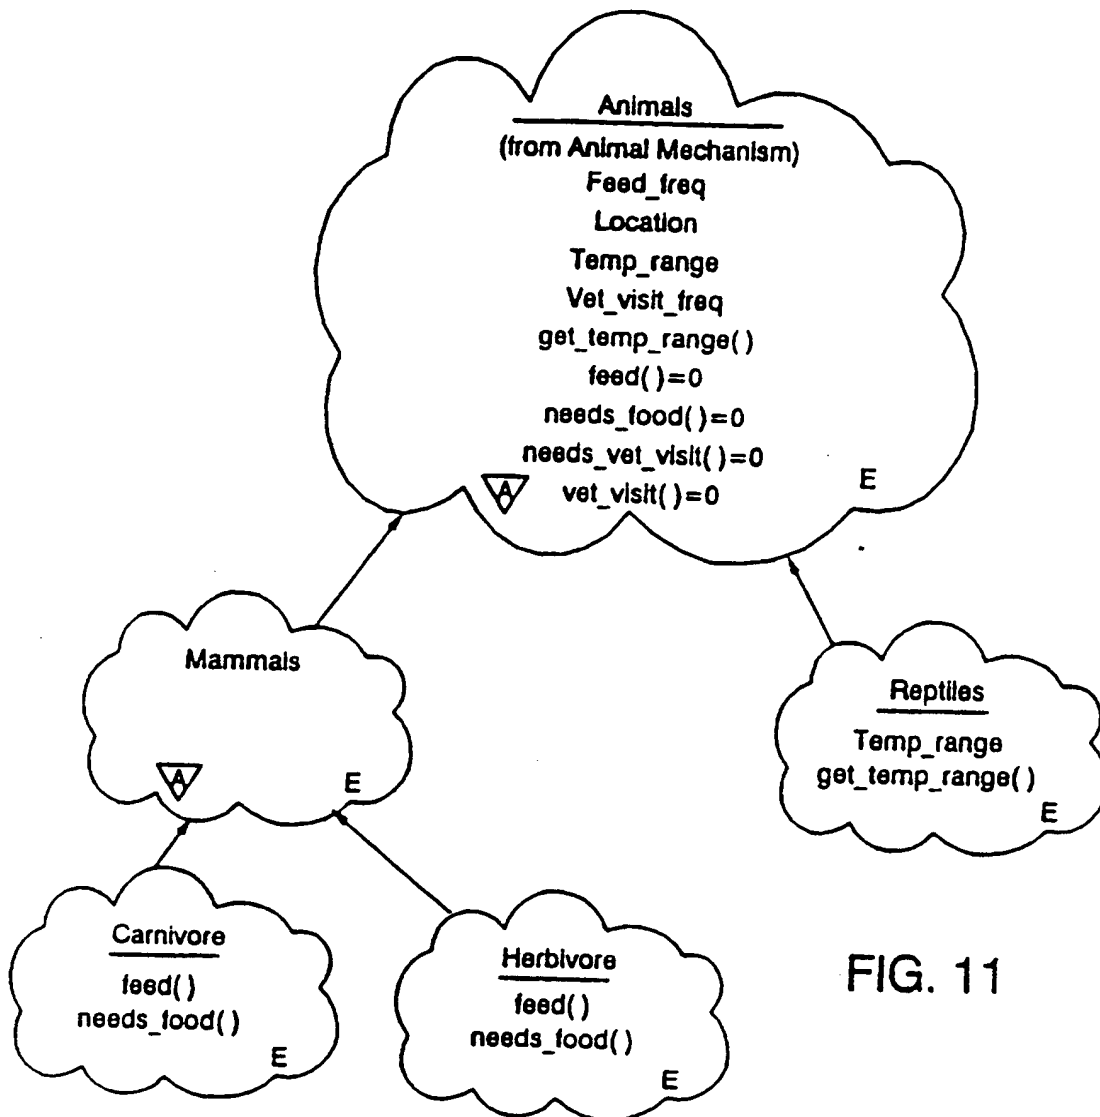 Animals
(from Animal Mechanism)
Feed_freq
Location
Temp_range
Vet_visit_freq
get_temp_range( )
feed( )=0
needs_food( )=0
needs_vet_visit( )=0
vet_visit( )=0
A
E
Mammals
A
E
Reptiles
Temp_range
get_temp_range( )
E
Carnivore
feed( )
needs_food( )
E
Herbivore
feed( )
needs_food( )
E
FIG. 11